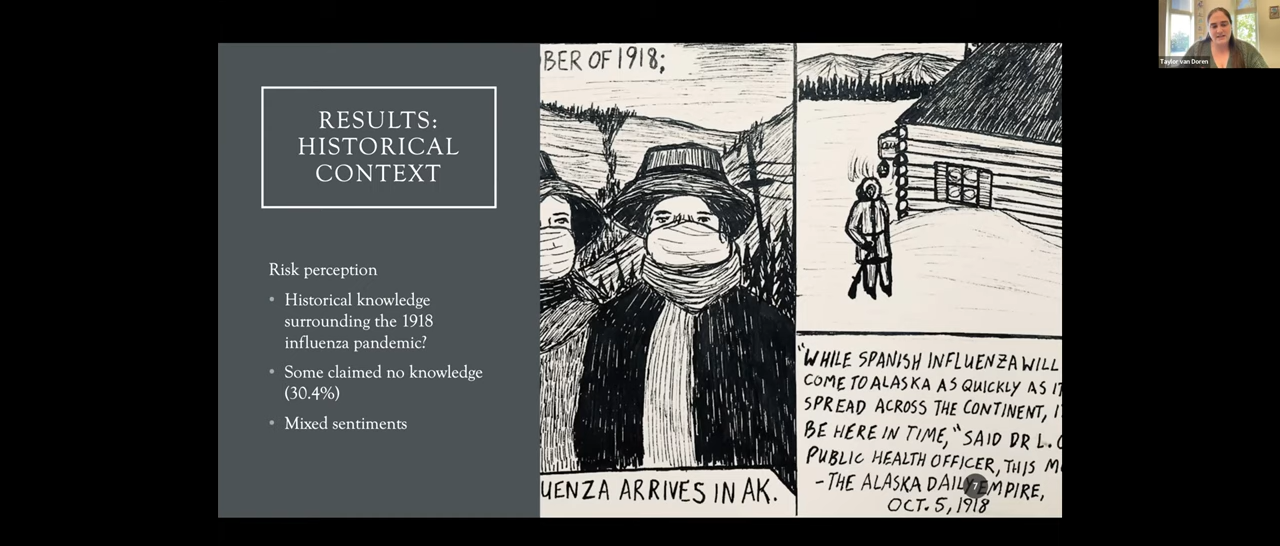 RESULTS:
HISTORICAL
CONTEXT
Risk perception
• Historical knowledge
surrounding the 1918
influenza pandemic?
• Some claimed no knowledge
(30.4%)
• Mixed sentiments
BER OF 1918;
UENZA ARRIVES IN AK.
"WHILE SPANISH INFLUENZA WILL
COME TO ALASKA AS QUICKLY AS IT
SPREAD ACROSS THE CONTINENT, I
BE HERE IN TIME," SAID DR L.
PUBLIC HEALTH OFFICER, THIS M
-THE ALASKA DAILY EMPIRE,
OCT. 5, 1918
7
Taylor van Doren